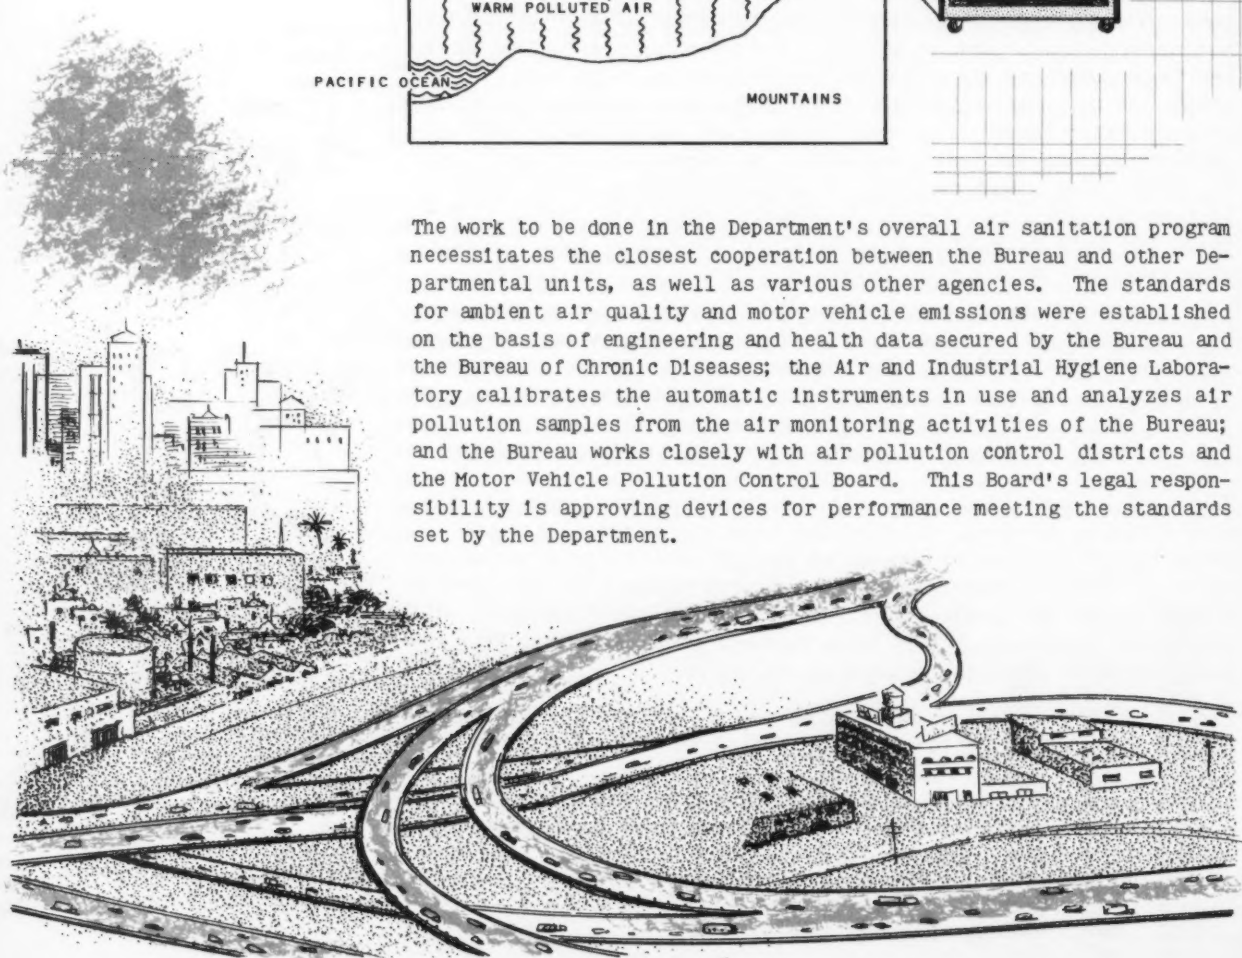 WARM POLLUTED AIR
PACIFIC OCEAN
MOUNTAINS
The work to be done in the Department's overall air sanitation program
necessitates the closest cooperation between the Bureau and other De-
partmental units, as well as various other agencies. The standards
for ambient air quality and motor vehicle emissions were established
on the basis of engineering and health data secured by the Bureau and
the Bureau of Chronic Diseases; the Air and Industrial Hygiene Labora-
tory calibrates the automatic instruments in use and analyzes air
pollution samples from the air monitoring activities of the Bureau;
and the Bureau works closely with air pollution control districts and
the Motor Vehicle Pollution Control Board. This Board's legal respon-
sibility is approving devices for performance meeting the standards
set by the Department.